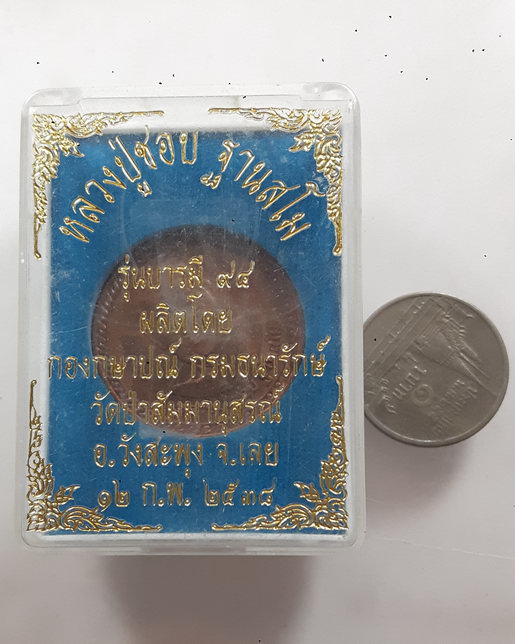 หลวงปู่ชอบ ฐานสโม
รุ่นบารมี ๙๔
ผลิตโดย
กองกษาปณ์ กรมธนารักษ์
วัดป่าสัมมานุสรณ์
อ.วังสะพุง จ.เลย
๑๒ ก.พ. ๒๕๓๘
๑ บาท